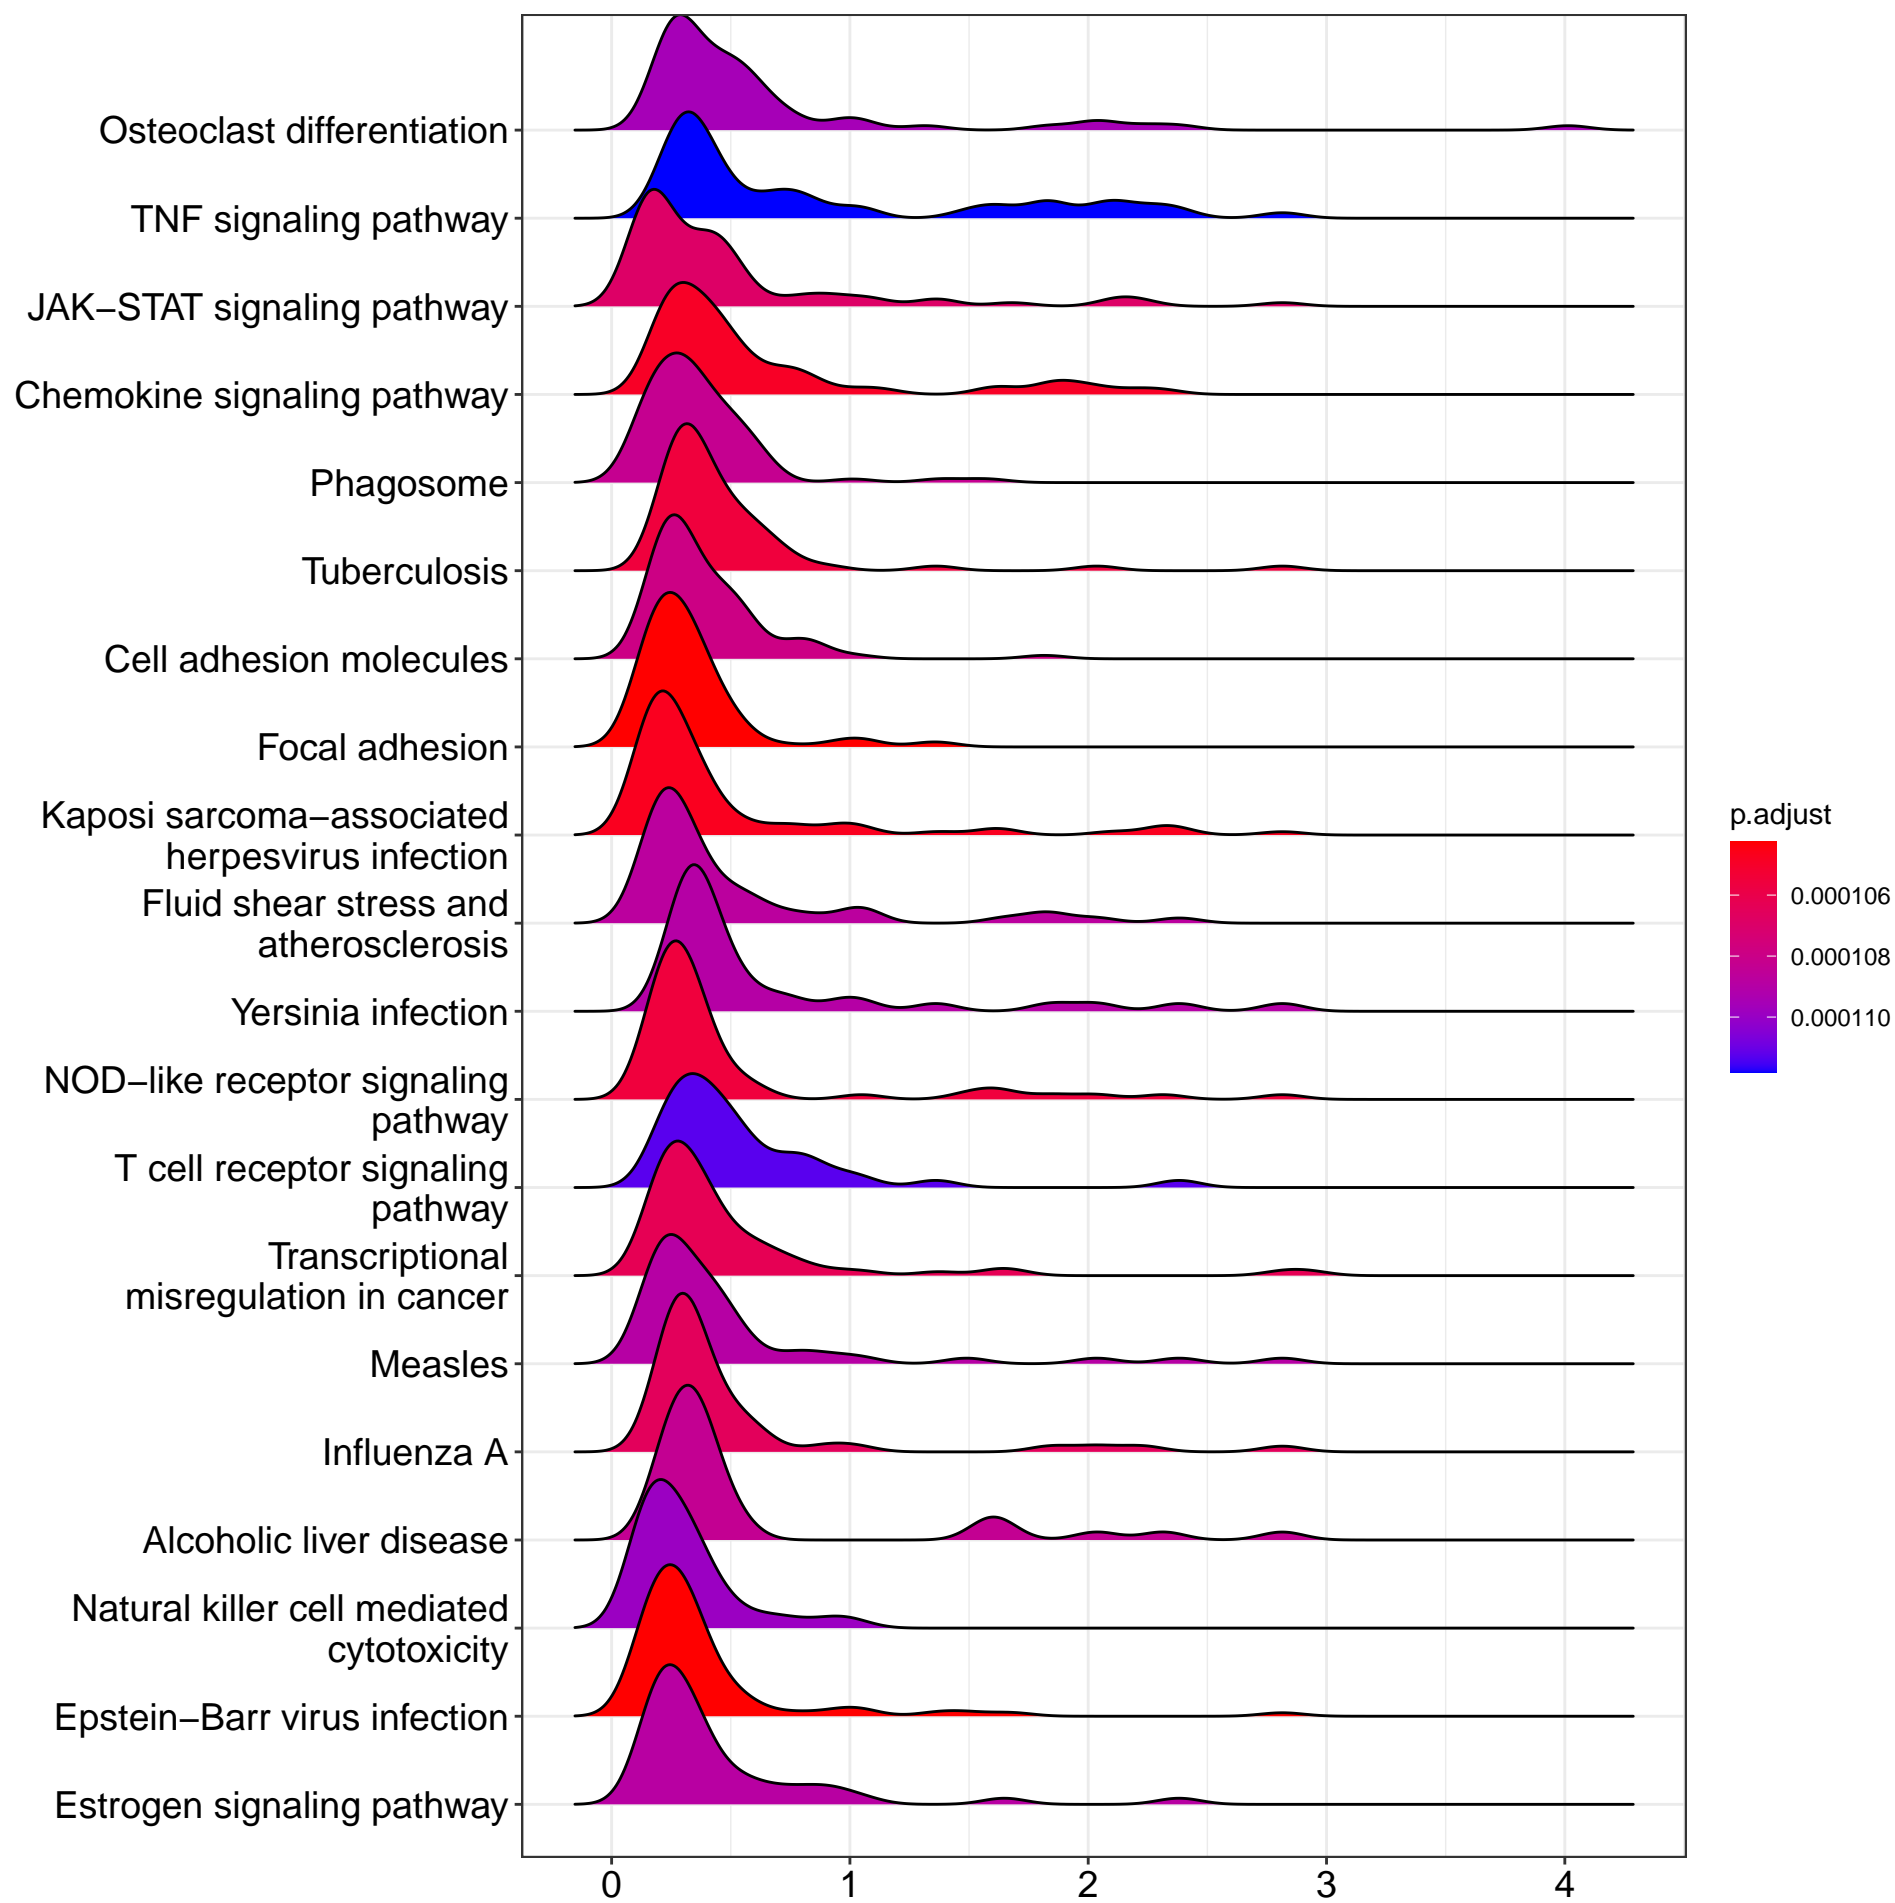 Osteoclast differentiation
TNF signaling pathway
JAK−STAT signaling pathway
Chemokine signaling pathway
Phagosome
Tuberculosis
Cell adhesion molecules
Focal adhesion
Kaposi sarcoma−associated
herpesvirus infection
Fluid shear stress and
atherosclerosis
Yersinia infection
NOD−like receptor signaling
pathway
T cell receptor signaling
pathway
Transcriptional
misregulation in cancer
Measles
Influenza A
Alcoholic liver disease
Natural killer cell mediated
cytotoxicity
Epstein−Barr virus infection
Estrogen signaling pathway
0 1 2 3 4
p.adjust
0.000106
0.000108
0.000110